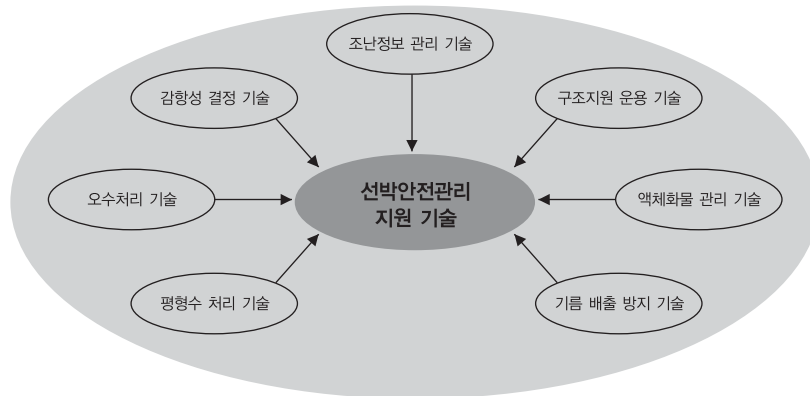 조난정보 관리 기술
감항성 결정 기술
구조지원 운용 기술
오수처리 기술
선박안전관리
지원 기술
액체화물 관리 기술
평형수 처리 기술
기름 배출 방지 기술